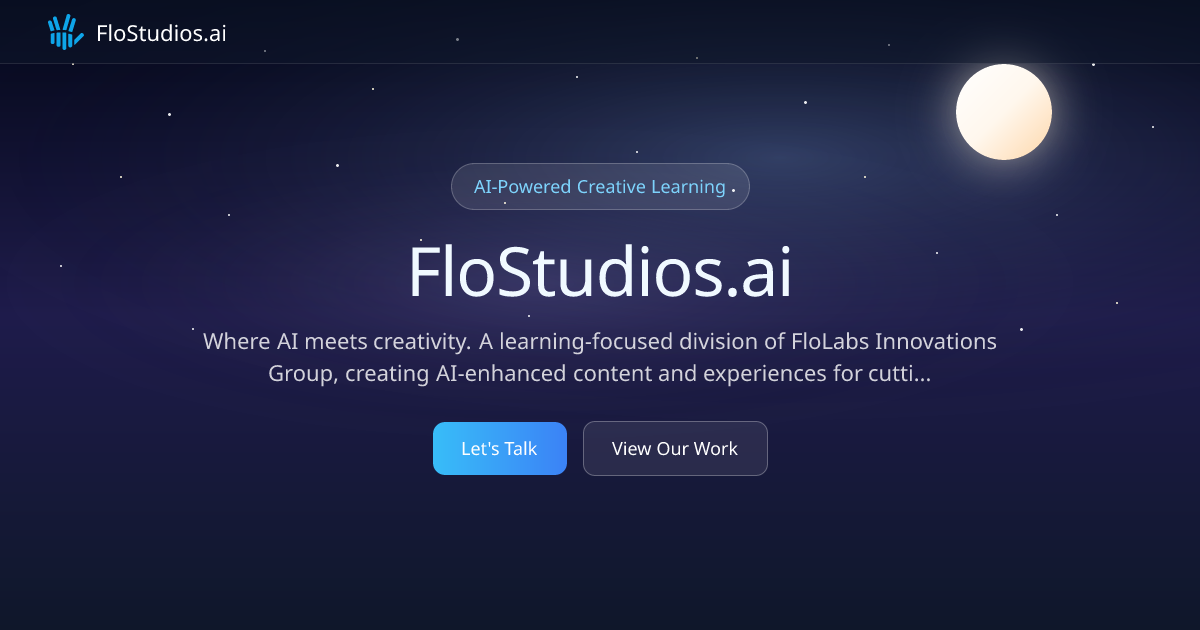 FloStudios.ai
AI-Powered Creative Learning
FloStudios.ai
Where AI meets creativity. A learning-focused division of FloLabs Innovations
Group, creating AI-enhanced content and experiences for cutti...
Let's Talk
View Our Work